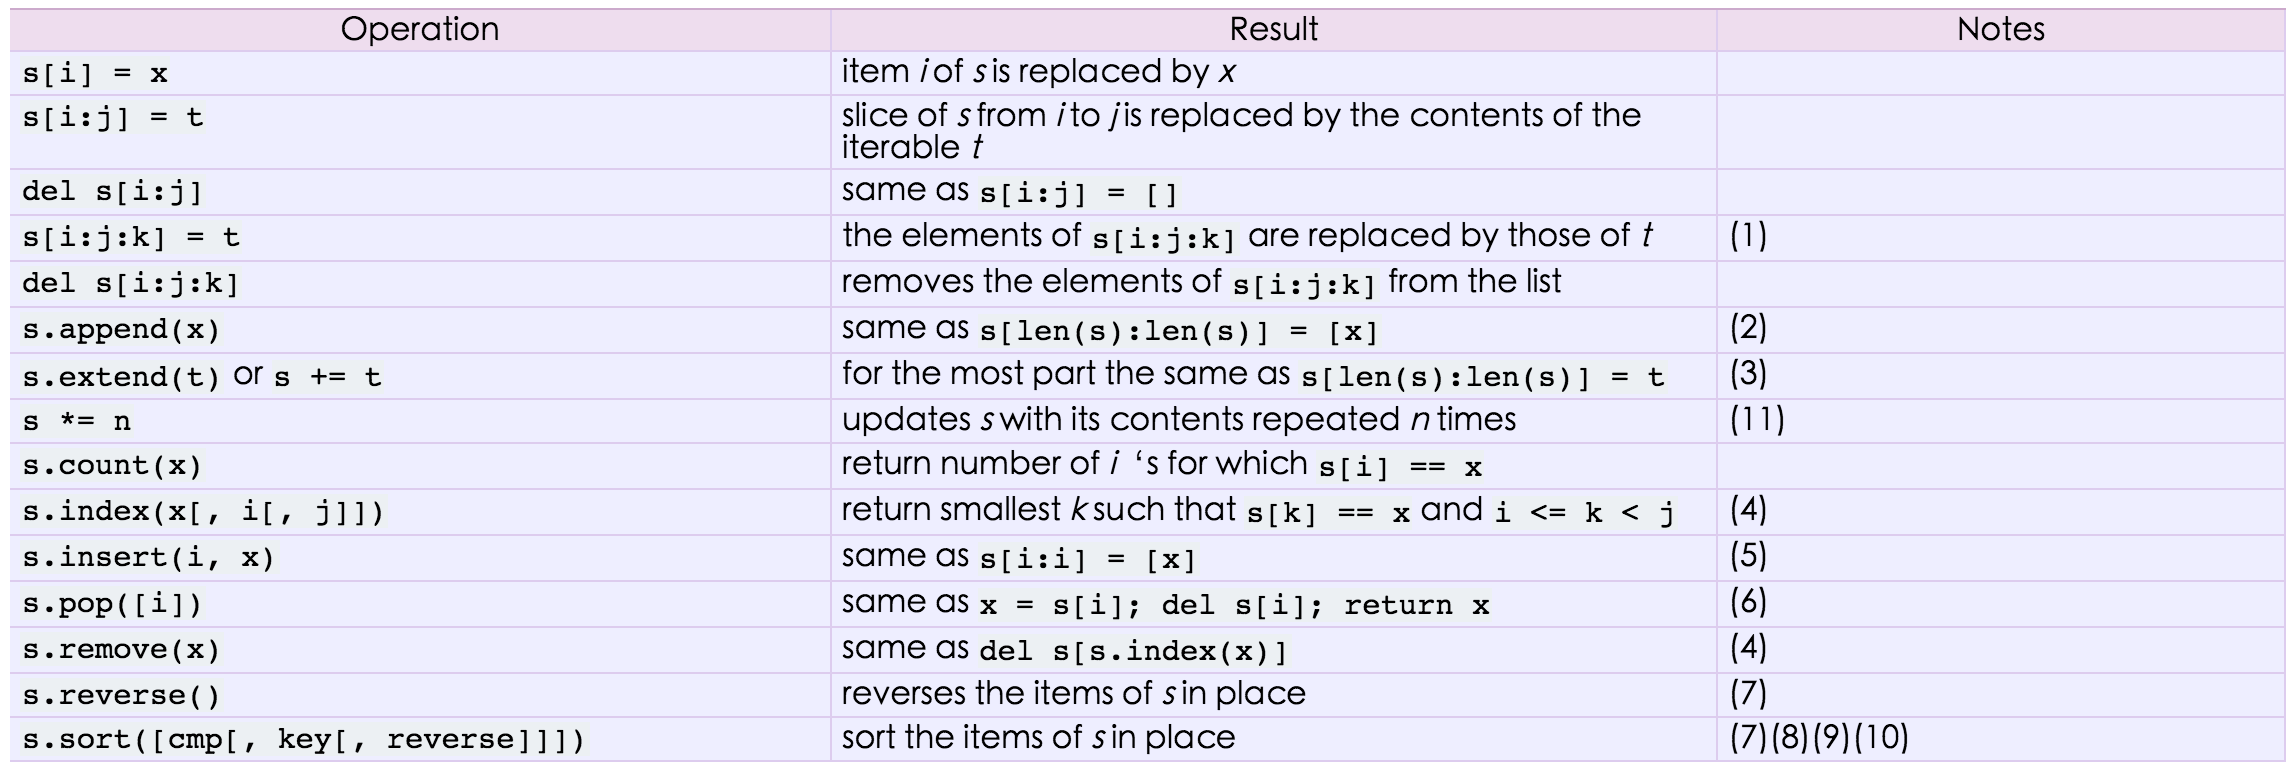 Operation Result Notes
s[i] = x item i of s is replaced by x
s[i:j] = t slice of s from i to j is replaced by the contents of the
iterable t
del s[i:j] same as s[i:j] = []
s[i:j:k] = t the elements of s[i:j:k] are replaced by those of t (1)
del s[i:j:k] removes the elements of s[i:j:k] from the list
s.append(x) same as s[len(s):len(s)] = [x] (2)
s.extend(t) or s += t for the most part the same as s[len(s):len(s)] = t (3)
s *= n updates s with its contents repeated n times (11)
s.count(x) return number of i ‘s for which s[i] == x
s.index(x[, i[, j]]) return smallest k such that s[k] == x and i <= k < j (4)
s.insert(i, x) same as s[i:i] = [x] (5)
s.pop([i]) same as x = s[i]; del s[i]; return x (6)
s.remove(x) same as del s[s.index(x)] (4)
s.reverse() reverses the items of s in place (7)
s.sort([cmp[, key[, reverse]]]) sort the items of s in place (7)(8)(9)(10)